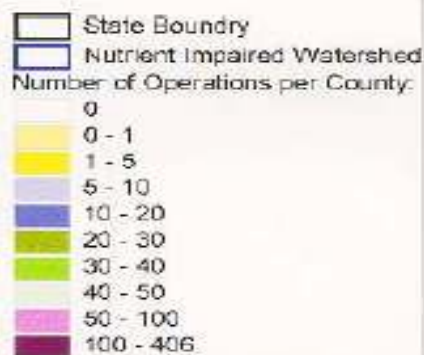 State Boundry
Nutrient Impaired Watershed
Number of Operations per County:
0
0 - 1
1 - 5
5 - 10
10 - 20
20 - 30
30 - 40
40 - 50
50 - 100
100 - 406